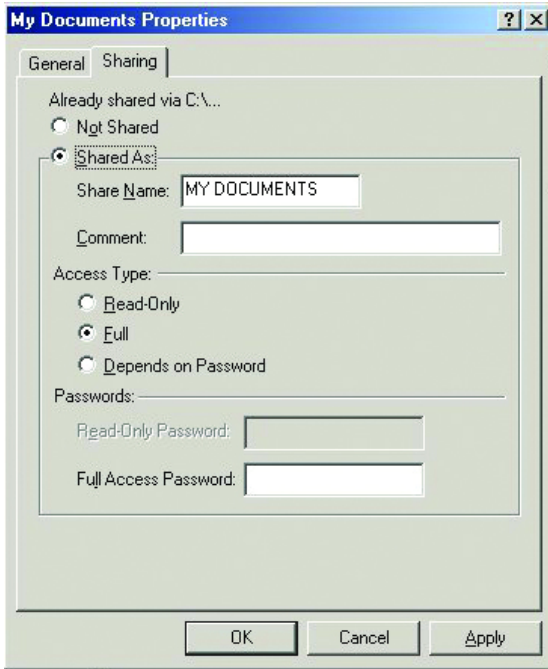 My Documents Properties
General Sharing
Already shared via C:\...
Not Shared
Shared As:
Share Name: MY DOCUMENTS
Comment:
Access Type:
Read-Only
Full
Depends on Password
Passwords:
Read-Only Password:
Full Access Password:
OK Cancel Apply